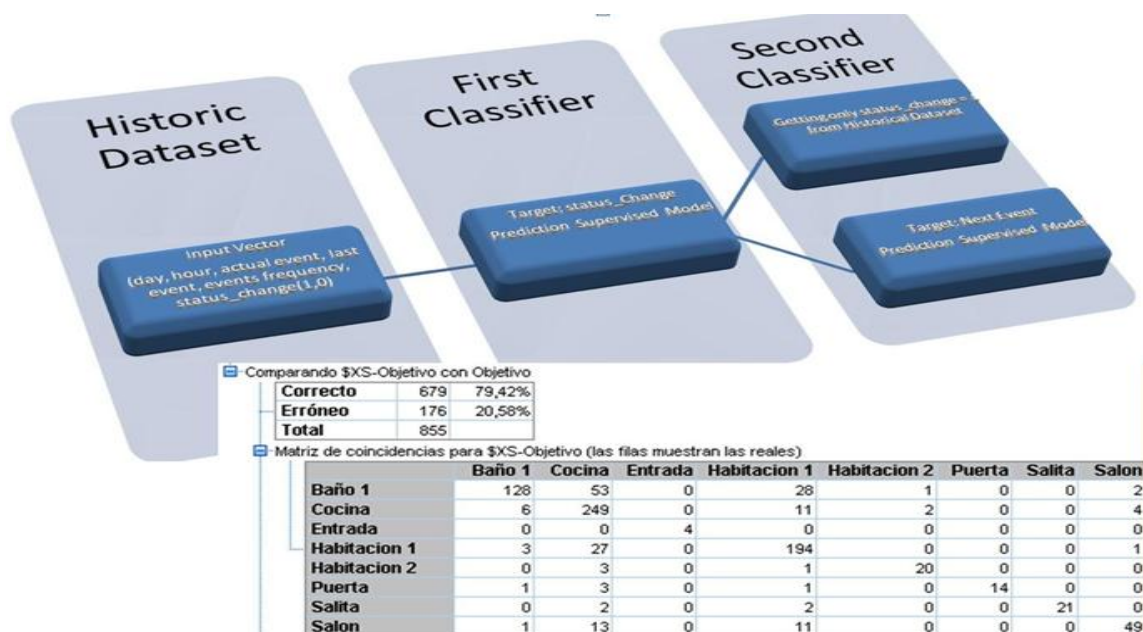 Historic
Dataset
Input Vector
(day, hour, actual event, last
event, events frequency,
status_change(1,0)
First
Classifier
Target: status_Change
Prediction Supervised Model
Second
Classifier
Getting only status_change =
from Historical Dataset
Target: Next Event
Prediction Supervised Model
Comparando $XS-Objetivo con Objetivo
Correcto 679 79,42%
Erróneo 176 20,58%
Total 855
Matriz de coincidencias para $XS-Objetivo (las filas muestran las reales)
Baño 1 Cocina Entrada Habitacion 1 Habitacion 2 Puerta Salita Salon
Baño 1 128 53 0 28 1 0 0 2
Cocina 6 249 0 11 2 0 0 4
Entrada 0 0 4 0 0 0 0 0
Habitacion 1 3 27 0 194 0 0 0 1
Habitacion 2 0 3 0 1 20 0 0 0
Puerta 1 3 0 1 0 14 0 0
Salita 0 2 0 2 0 0 21 0
Salon 1 13 0 11 0 0 0 49